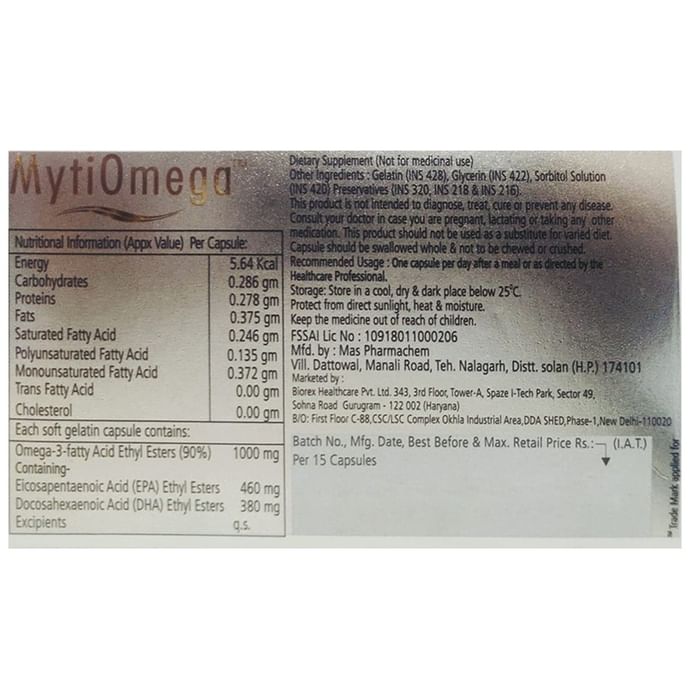 MytiOmega™
Nutritional Information (Appx Value) Per Capsule:
Energy 5.64 Kcal
Carbohydrates 0.286 gm
Proteins 0.278 gm
Fats 0.375 gm
Saturated Fatty Acid 0.246 gm
Polyunsaturated Fatty Acid 0.135 gm
Monounsaturated Fatty Acid 0.372 gm
Trans Fatty Acid 0.00 gm
Cholesterol 0.00 gm
Each soft gelatin capsule contains:
Omega-3-fatty Acid Ethyl Esters (90%) 1000 mg
Containing-
Eicosapentaenoic Acid (EPA) Ethyl Esters 460 mg
Docosahexaenoic Acid (DHA) Ethyl Esters 380 mg
Excipients q.s.
Dietary Supplement (Not for medicinal use)
Other Ingredients : Gelatin (INS 428), Glycerin (INS 422), Sorbitol Solution
(INS 420) Preservatives (INS 320, INS 218 & INS 216).
This product is not intended to diagnose, treat, cure or prevent any disease.
Consult your doctor in case you are pregnant, lactating or taking any other
medication. This product should not be used as a substitute for varied diet.
Capsule should be swallowed whole & not to be chewed or crushed.
Recommended Usage : One capsule per day after a meal or as directed by the
Healthcare Professional.
Storage: Store in a cool, dry & dark place below 25°C.
Protect from direct sunlight, heat & moisture.
Keep the medicine out of reach of children.
FSSAI Lic No : 10918011000206
Mfd. by : Mas Pharmachem
Vill. Dattowal, Manali Road, Teh. Nalagarh, Distt. solan (H.P.) 174101
Marketed by :
Biorex Healthcare Pvt. Ltd. 343, 3rd Floor, Tower-A, Spaze I-Tech Park, Sector 49,
Sohna Road Gurugram - 122 002 (Haryana)
B/O: First Floor C-88,CSC/LSC Complex Okhla Industrial Area,DDA SHED,Phase-1,New Delhi-110020
Batch No., Mfg. Date, Best Before & Max. Retail Price Rs.: (I.A.T.)
Per 15 Capsules
™Trade Mark applied for